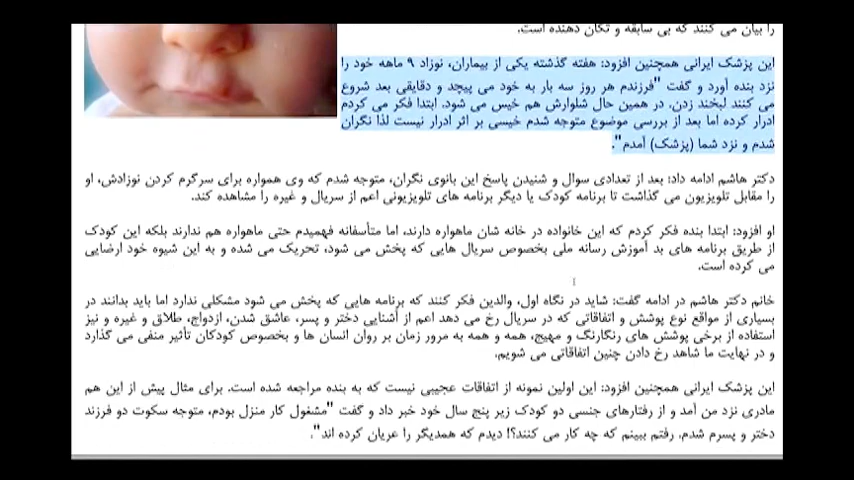 را بیان می کنند که بی سابقه و تکان دهنده است.
این پزشک ایرانی همچنین افزود: هفته گذشته یکی از بیماران، نوزاد ۹ ماهه خود را
نزد بنده آورد و گفت "فرزندم هر روز سه بار به خود می پیچد و دقایقی بعد شروع
می کنند لبخند زدن، در همین حال شلوارش هم خیس می شود. ابتدا فکر می کردم
ادرار کرده اما بعد از بررسی موضوع متوجه شدم خیسی بر اثر ادرار نیست لذا نگران
شدم و نزد شما (پزشک) آمدم".
دکتر هاشم ادامه داد: بعد از تعدادی سوال و شنیدن پاسخ این بانوی نگران، متوجه شدم که وی همواره برای سرگرم کردن نوزادش، او
را مقابل تلویزیون می گذاشت تا برنامه کودک یا دیگر برنامه های تلویزیونی اعم از سریال و غیره را مشاهده کند.
او افزود: ابتدا بنده فکر کردم که این خانواده در خانه شان ماهواره دارند، اما متأسفانه فهمیدم حتی ماهواره هم ندارند بلکه این کودک
از طریق برنامه های بد آموزش رسانه ملی بخصوص سریال هایی که پخش می شود، تحریک می شده و به این شیوه خود ارضایی
می کرده است.
خانم دکتر هاشم در ادامه گفت: شاید در نگاه اول، والدین فکر کنند که برنامه هایی که پخش می شود مشکلی ندارد اما باید بدانند در
بسیاری از مواقع نوع پوشش و اتفاقاتی که در سریال رخ می دهد اعم از آشنایی دختر و پسر، عاشق شدن، ازدواج، طلاق و غیره و نیز
استفاده از برخی پوشش های رنگارنگ و مهیج، همه و همه به مرور زمان بر روان انسان ها و بخصوص کودکان تأثیر منفی می گذارد
و در نهایت ما شاهد رخ دادن چنین اتفاقاتی می شویم.
این پزشک ایرانی همچنین افزود: این اولین نمونه از اتفاقات عجیبی نیست که به بنده مراجعه شده است. برای مثال پیش از این هم
مادری نزد من آمد و از رفتارهای جنسی دو کودک زیر پنج سال خود خبر داد و گفت "مشغول کار منزل بودم، متوجه سکوت دو فرزند
دختر و پسرم شدم. رفتم ببینم که چه کار می کنند؟! دیدم که همدیگر را عریان کرده اند".